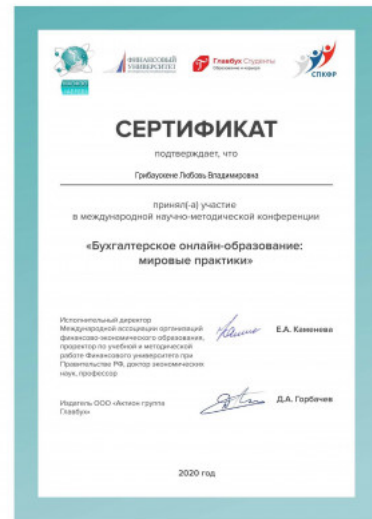 ФИНАНСОВЫЙ
УНИВЕРСИТЕТ
Главбух Студенты
Образование и карьера
СПКФР
СЕРТИФИКАТ
подтверждает, что
Грибаускене Любовь Владимировна
принял(-а) участие
в международной научно-методической конференции
«Бухгалтерское онлайн-образование:
мировые практики»
Исполнительный директор
Международной ассоциации организаций
финансово-экономического образования,
проректор по учебной и методической
работе Финансового университета при
Правительстве РФ, доктор экономических
наук, профессор
Е.А. Каменева
Издатель ООО «Актион группа
Главбух»
Д.А. Горбачев
2020 год